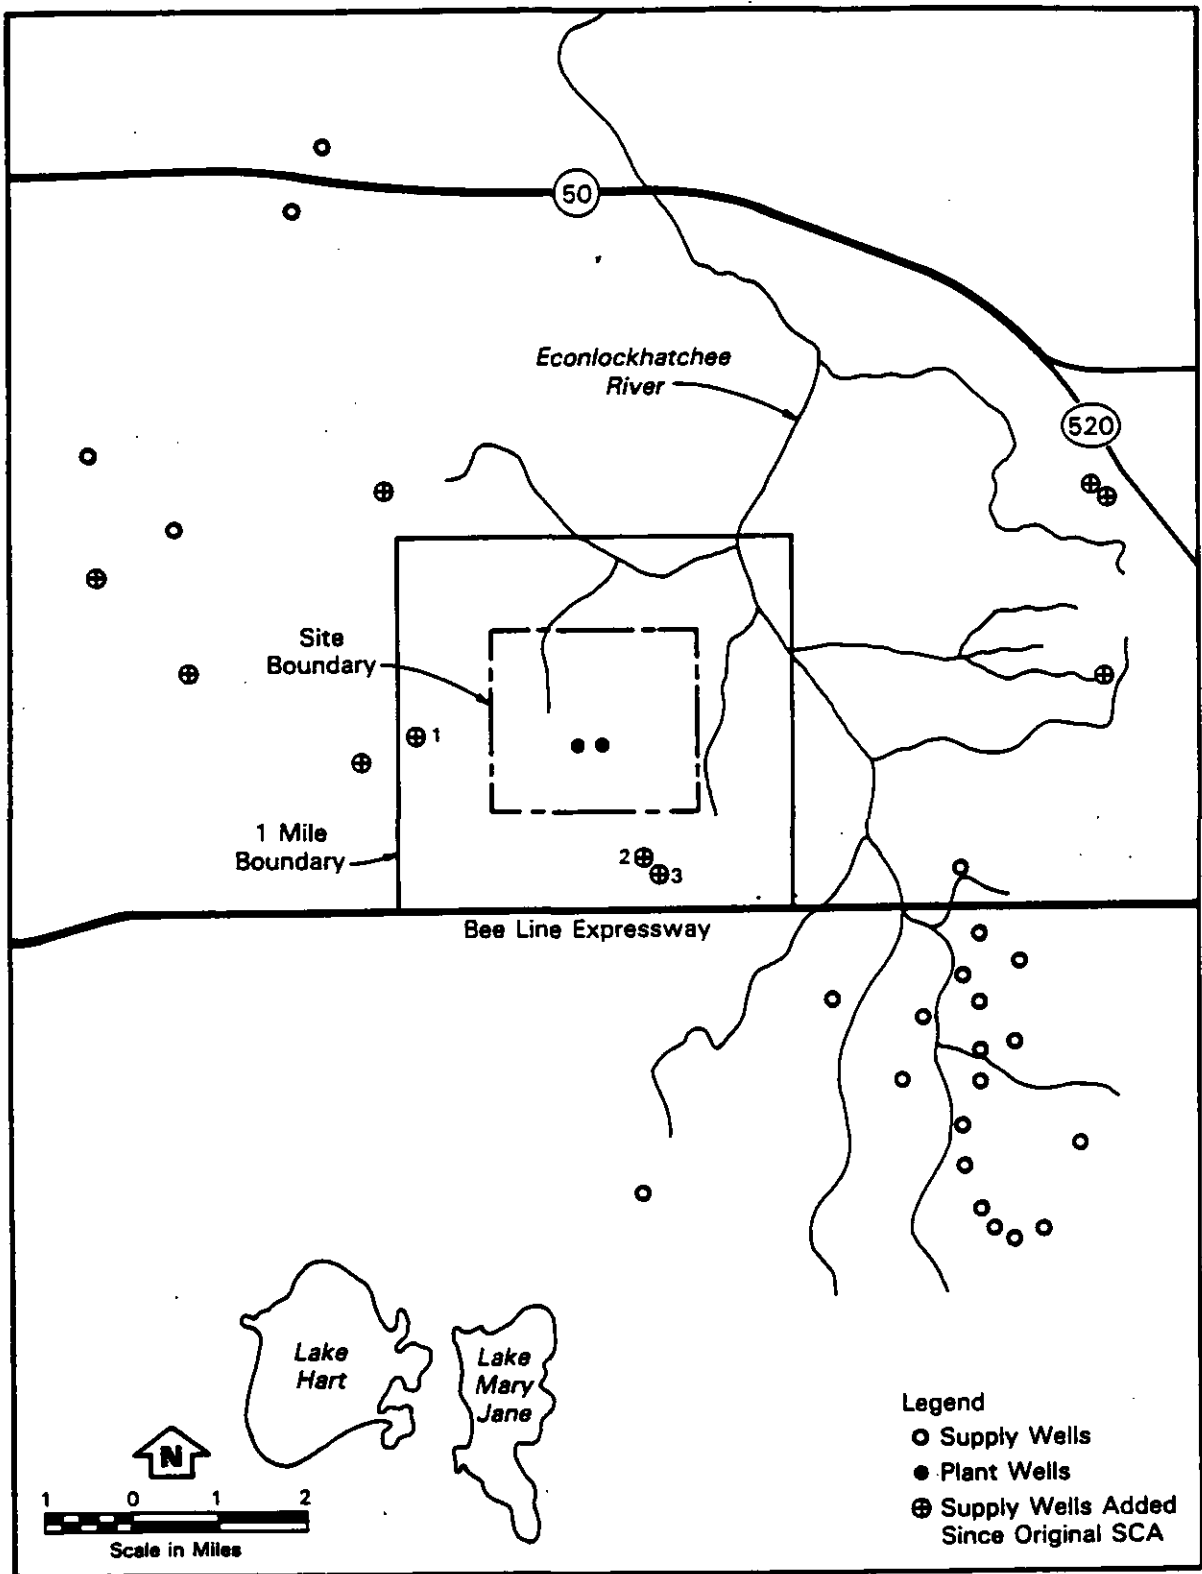 50
Econlockhatchee
River
520
Site
Boundary
1
1 Mile
Boundary
2
3
Bee Line Expressway
Lake
Hart
Lake
Mary
Jane
N
1 0 1 2
Scale in Miles
Legend
Supply Wells
Plant Wells
Supply Wells Added
Since Original SCA